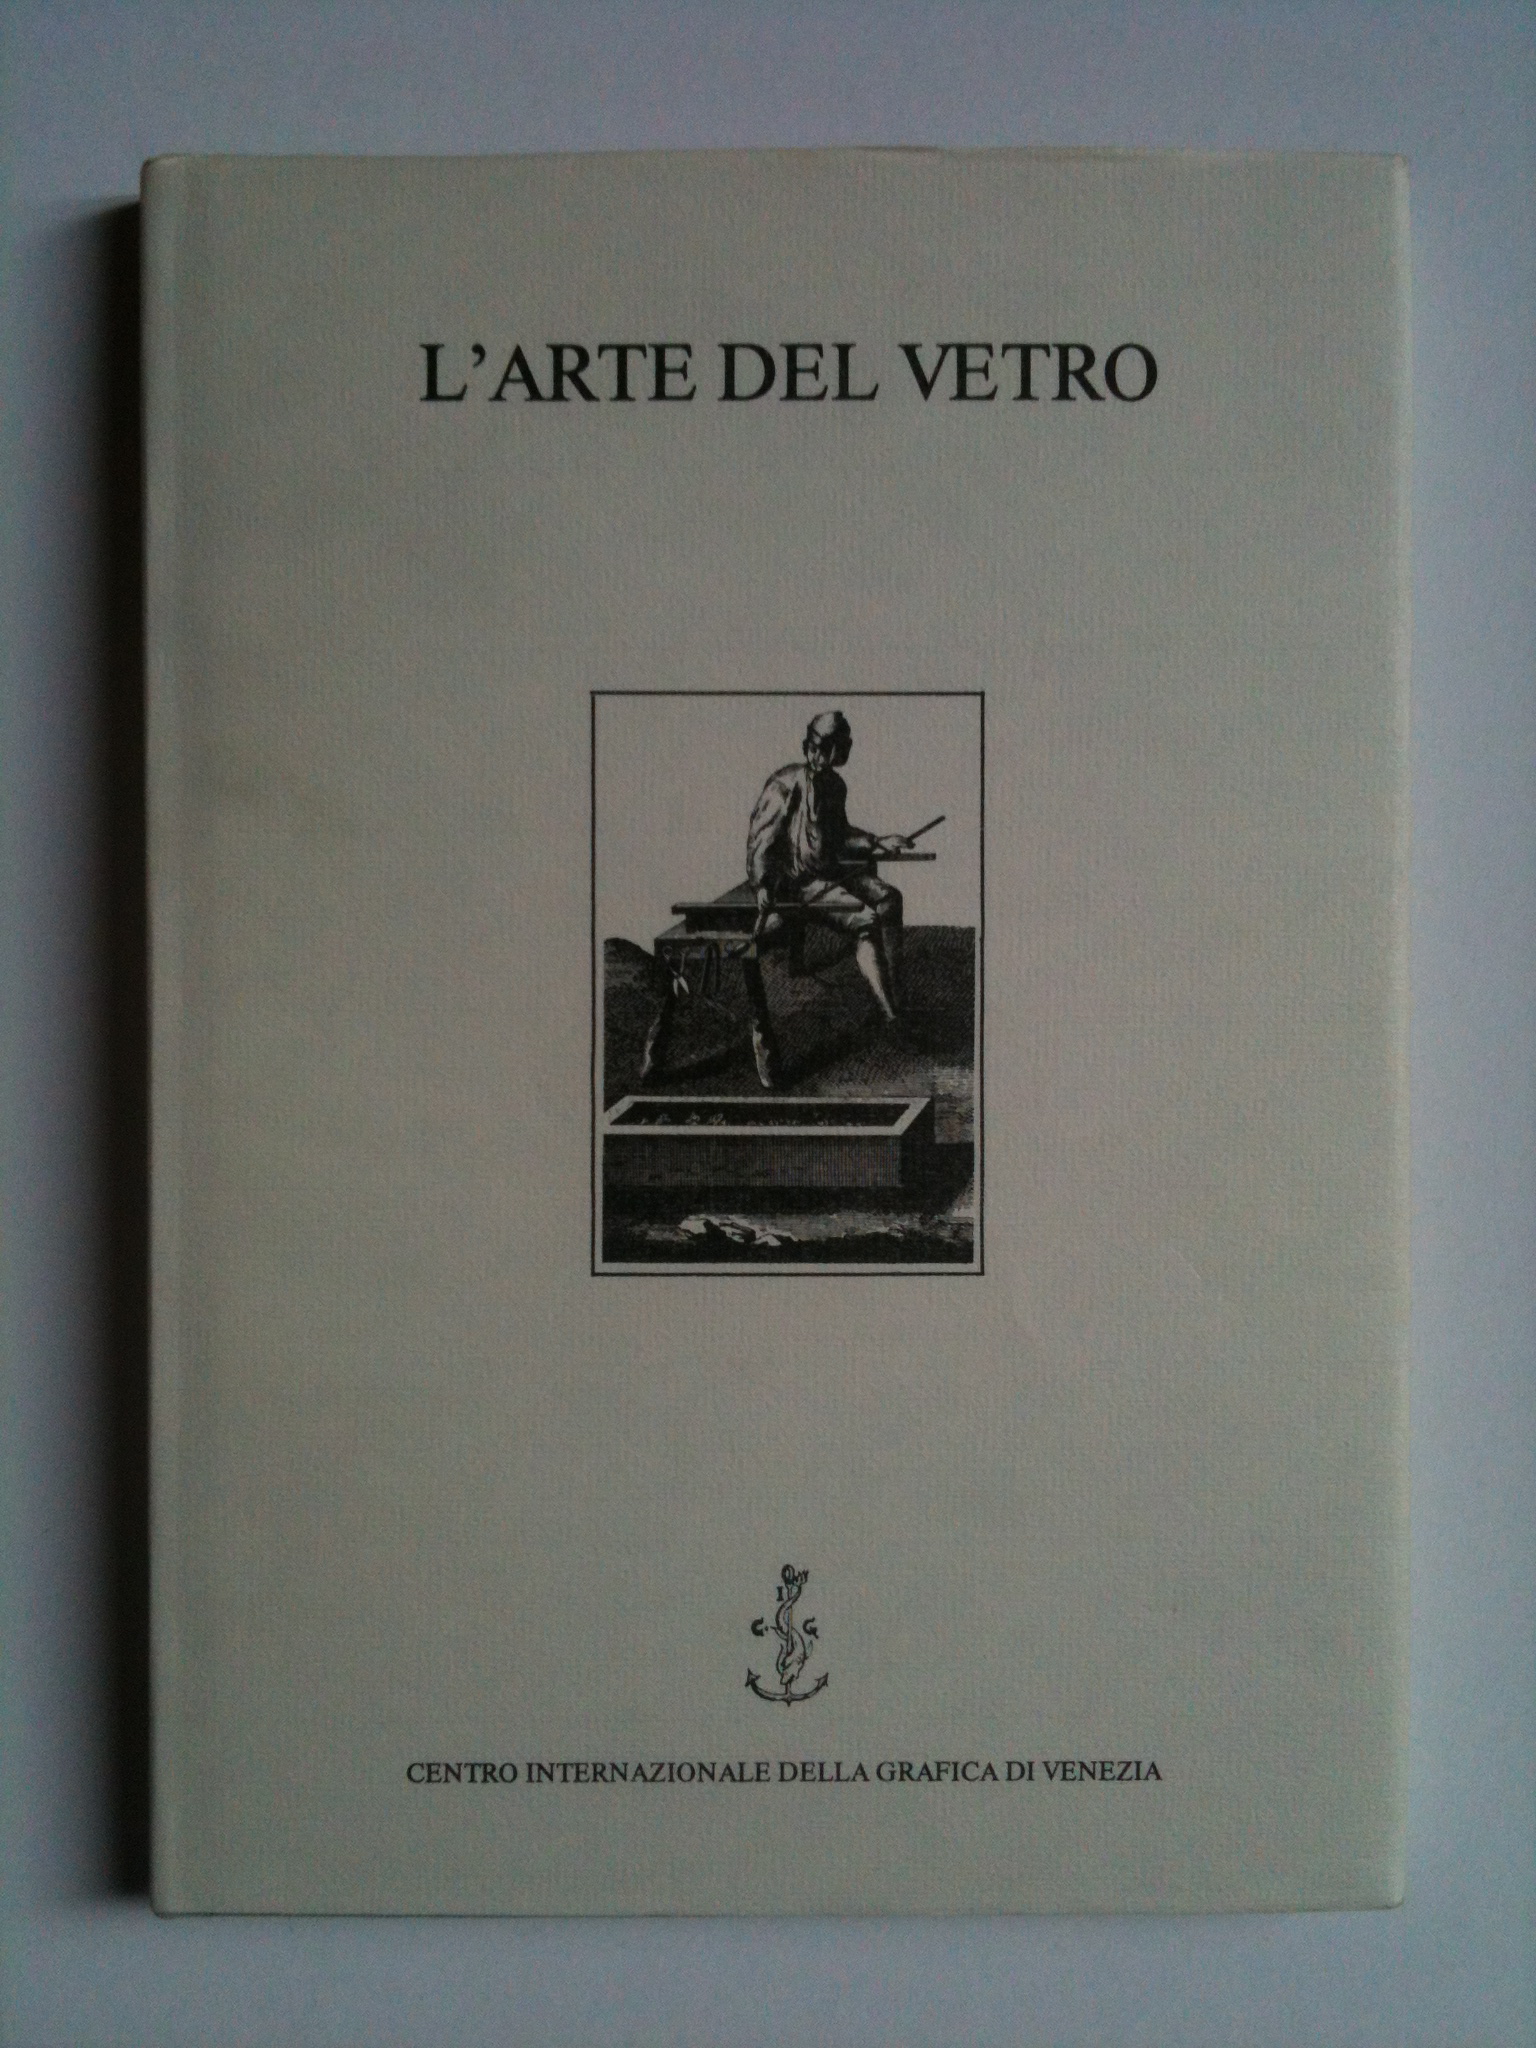 L'ARTE DEL VETRO
I
C. G
CENTRO INTERNAZIONALE DELLA GRAFICA DI VENEZIA